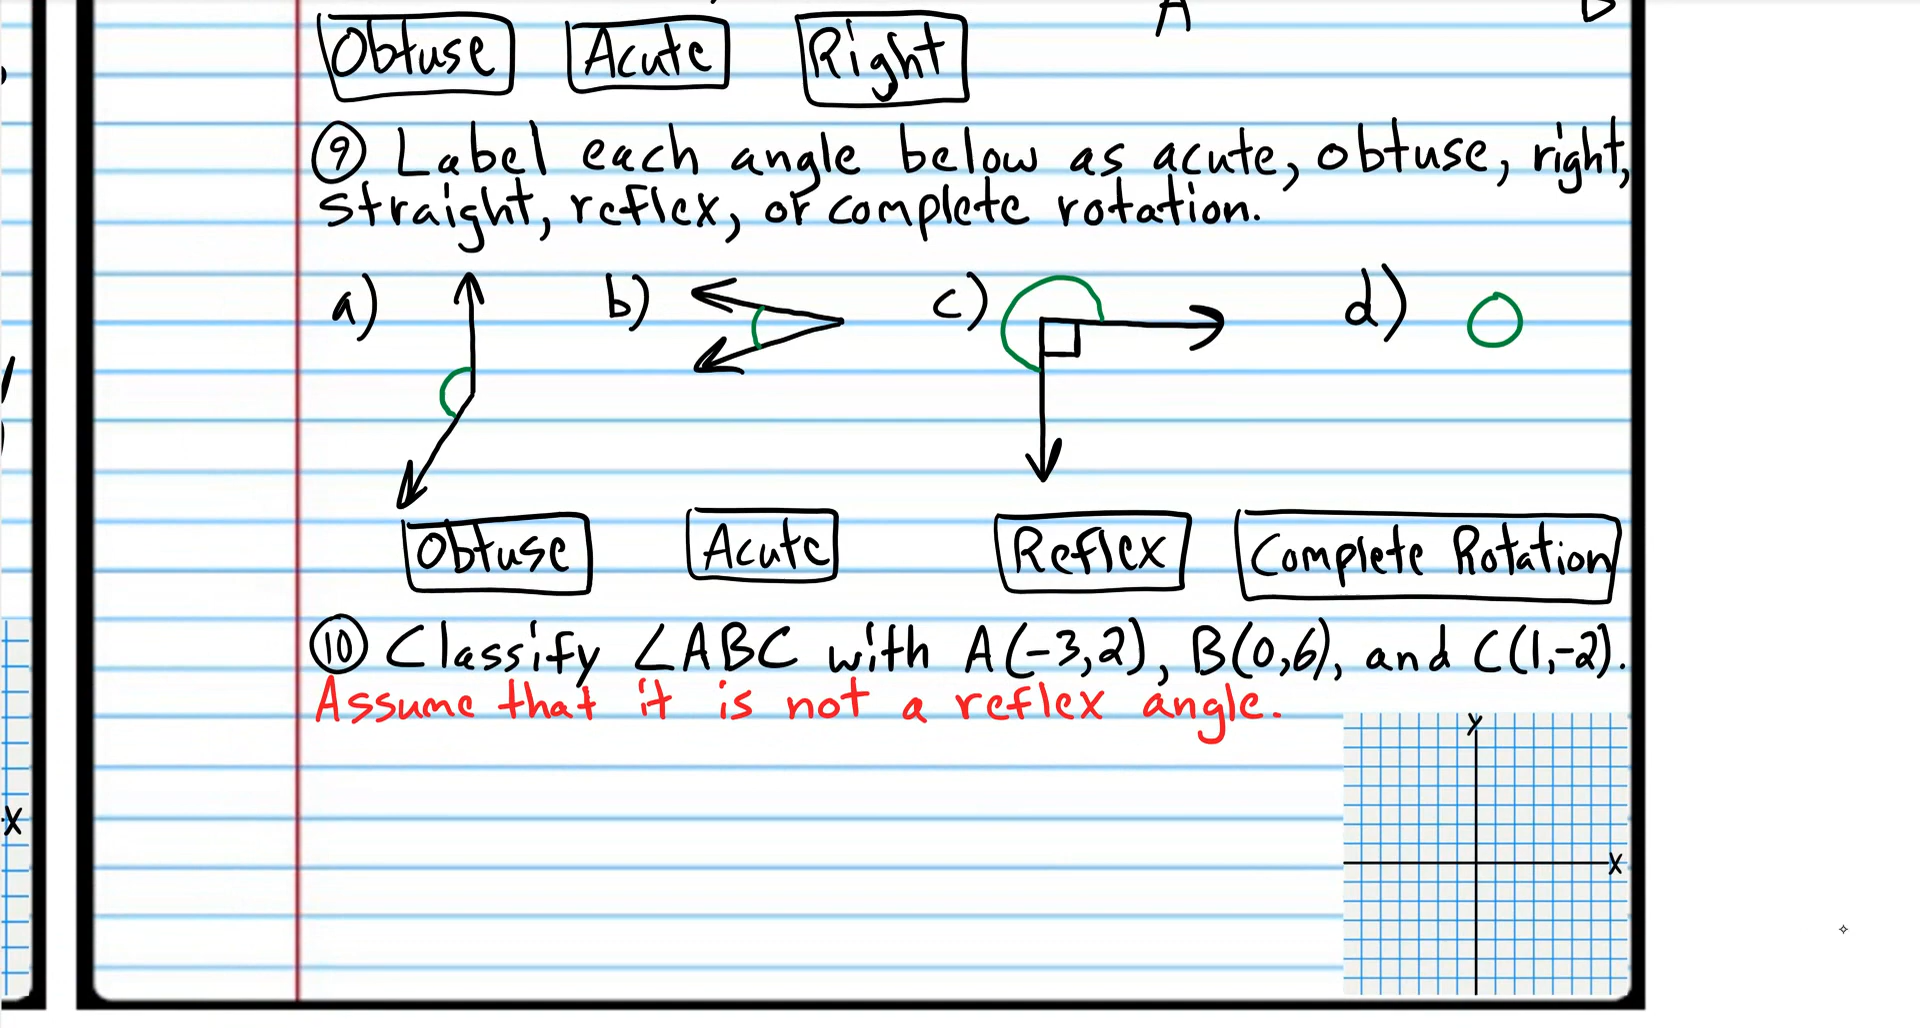 Obtuse Acute Right
⑨ Label each angle below as acute, obtuse, right,
straight, reflex, or complete rotation.
a) b) c) d)
Obtuse Acute Reflex Complete Rotation
⑩ Classify ∠ABC with A(-3,2), B(0,6), and C(1,-2).
Assume that it is not a reflex angle.
y
x
x